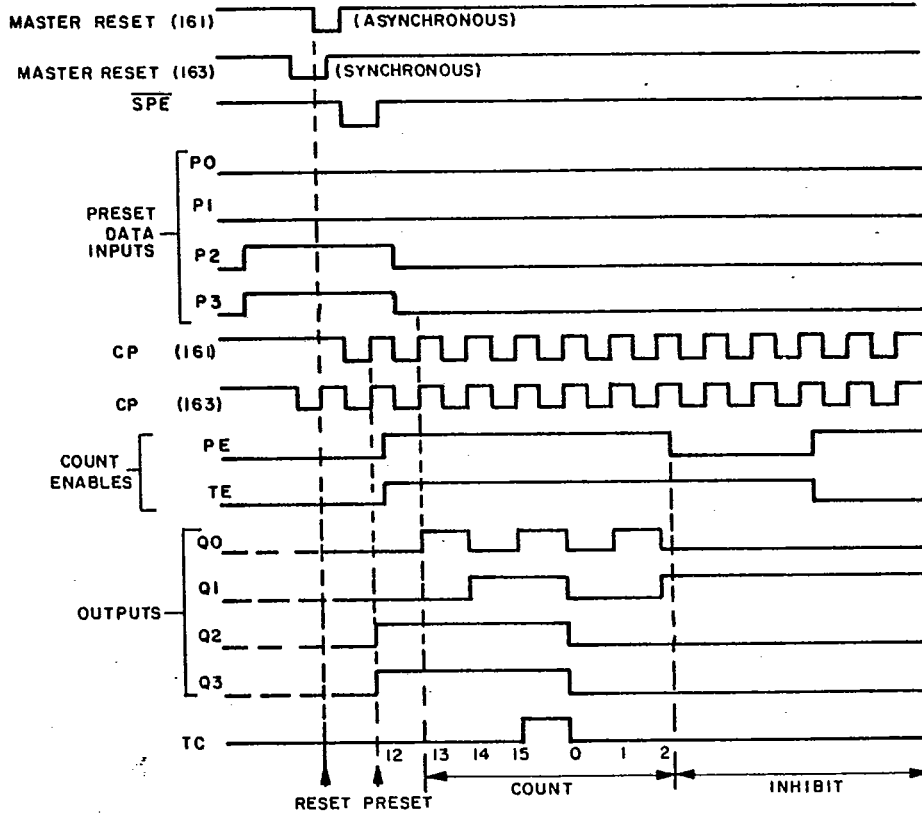 MASTER RESET (161) (ASYNCHRONOUS)
MASTER RESET (163) (SYNCHRONOUS)
SPE
PRESET
DATA
INPUTS
P0
P1
P2
P3
CP (161)
CP (163)
COUNT
ENABLES
PE
TE
OUTPUTS
Q0
Q1
Q2
Q3
TC
12 13 14 15 0 1 2
RESET PRESET COUNT INHIBIT